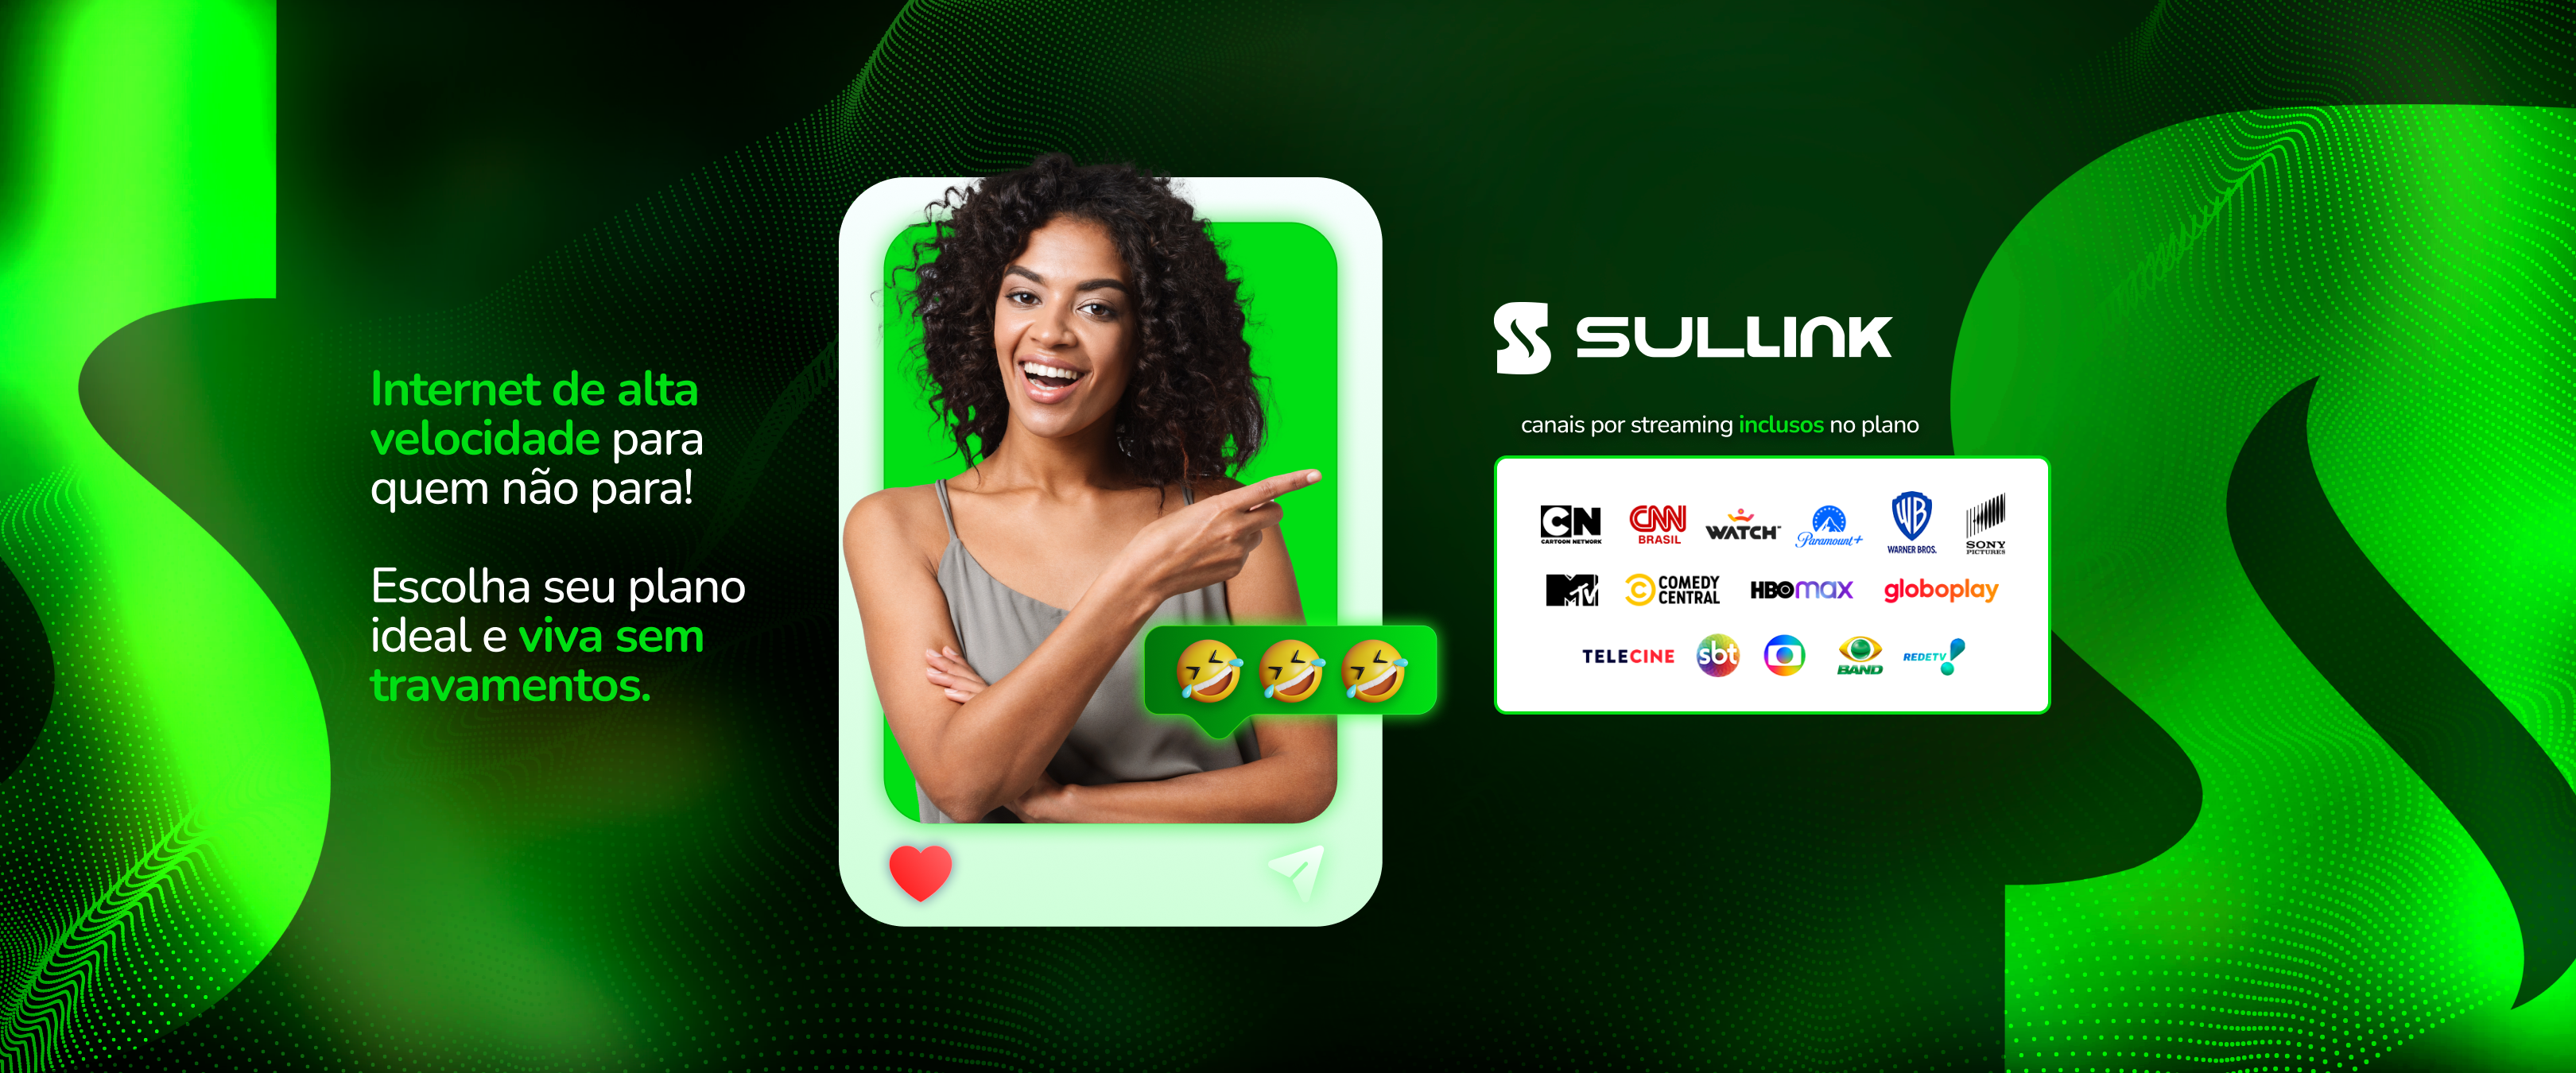 Internet de alta
velocidade para
quem não para!
Escolha seu plano
ideal e viva sem
travamentos.
SULLINK
canais por streaming inclusos no plano
CN CARTOON NETWORK
CNN BRASIL
WATCH
Paramount+
WB WARNER BROS.
SONY PICTURES
MTV
COMEDY CENTRAL
HBO max
globoplay
TELECINE
sbt
BAND
REDETV!